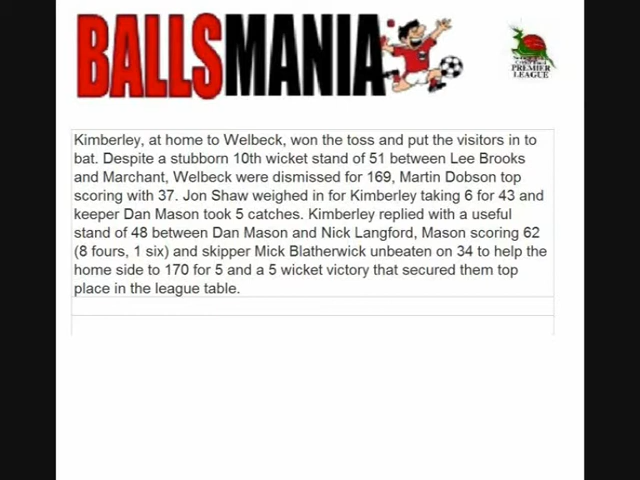 BALLSMANIA
PREMIER
LEAGUE
Kimberley, at home to Welbeck, won the toss and put the visitors in to
bat. Despite a stubborn 10th wicket stand of 51 between Lee Brooks
and Marchant, Welbeck were dismissed for 169, Martin Dobson top
scoring with 37. Jon Shaw weighed in for Kimberley taking 6 for 43 and
keeper Dan Mason took 5 catches. Kimberley replied with a useful
stand of 48 between Dan Mason and Nick Langford, Mason scoring 62
(8 fours, 1 six) and skipper Mick Blatherwick unbeaten on 34 to help the
home side to 170 for 5 and a 5 wicket victory that secured them top
place in the league table.